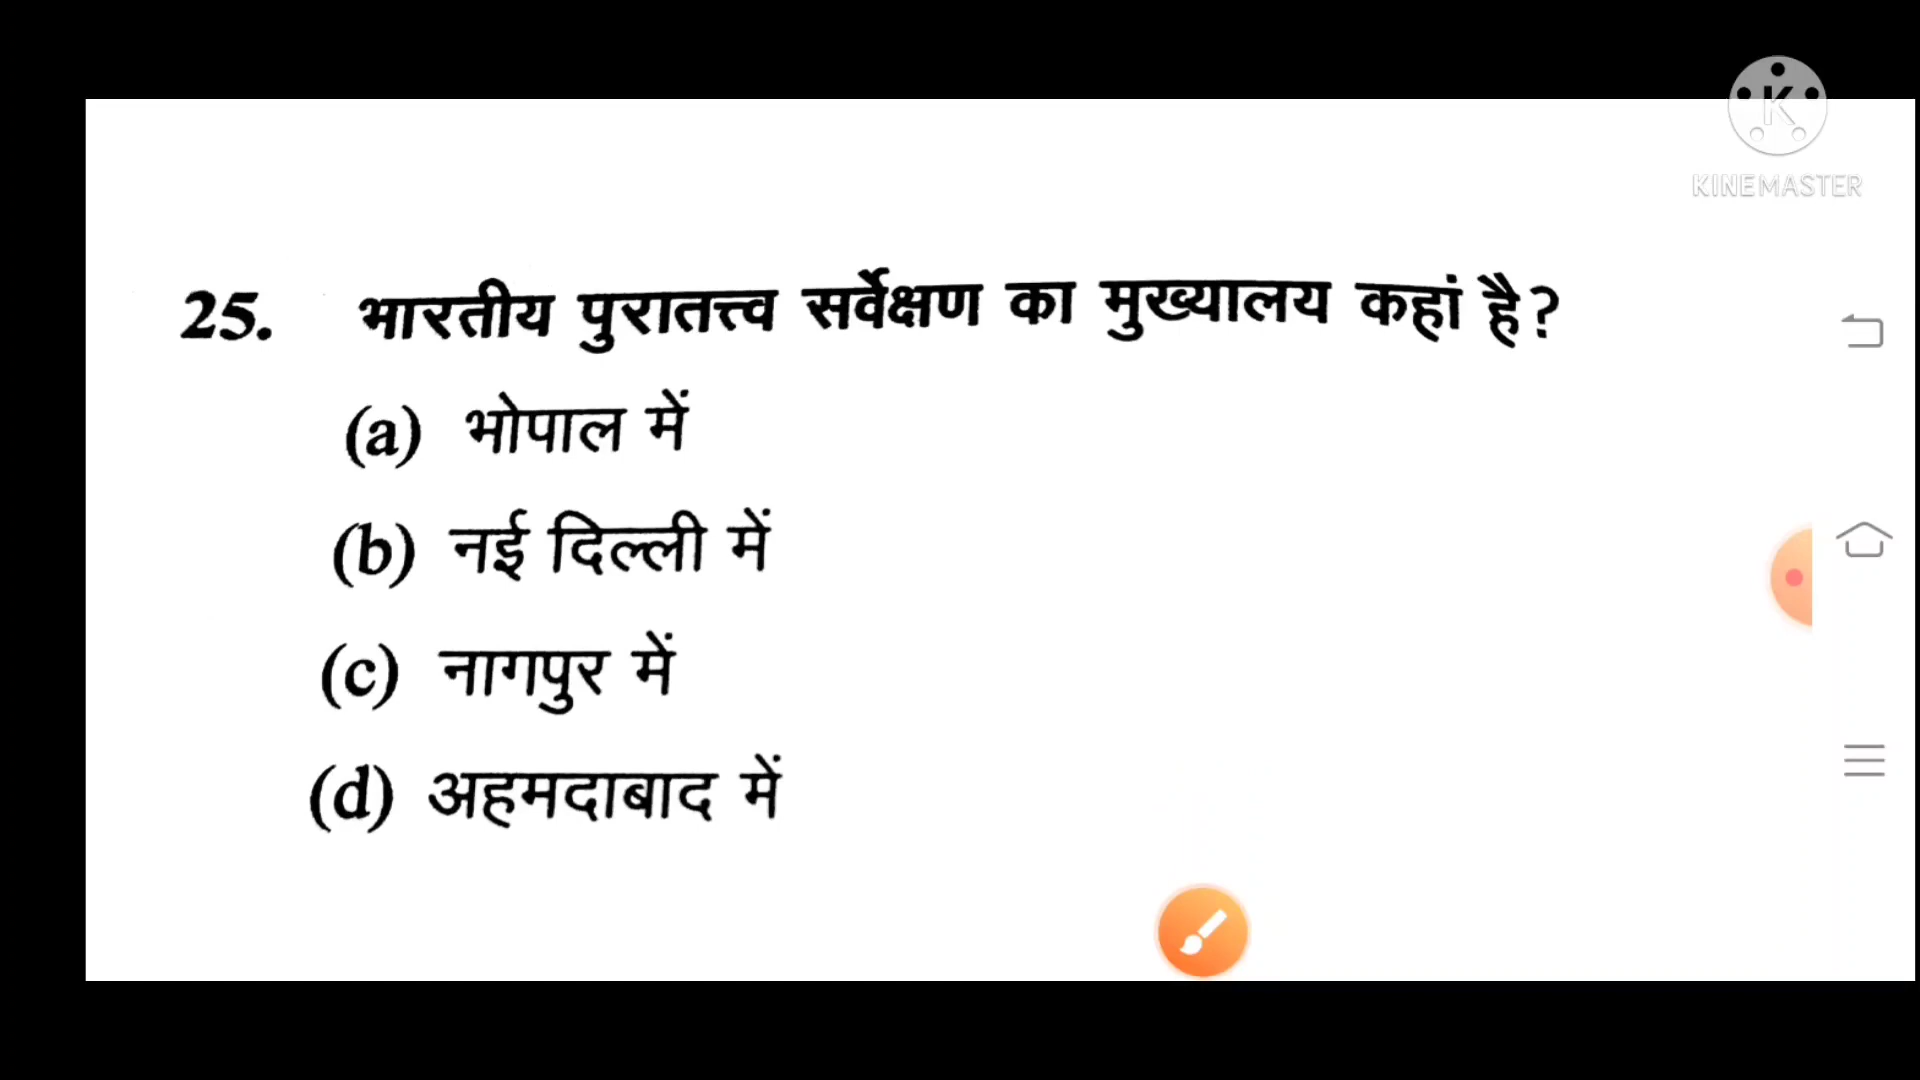 KINEMASTER
25. भारतीय पुरातत्त्व सर्वेक्षण का मुख्यालय कहां है?
(a) भोपाल में
(b) नई दिल्ली में
(c) नागपुर में
(d) अहमदाबाद में